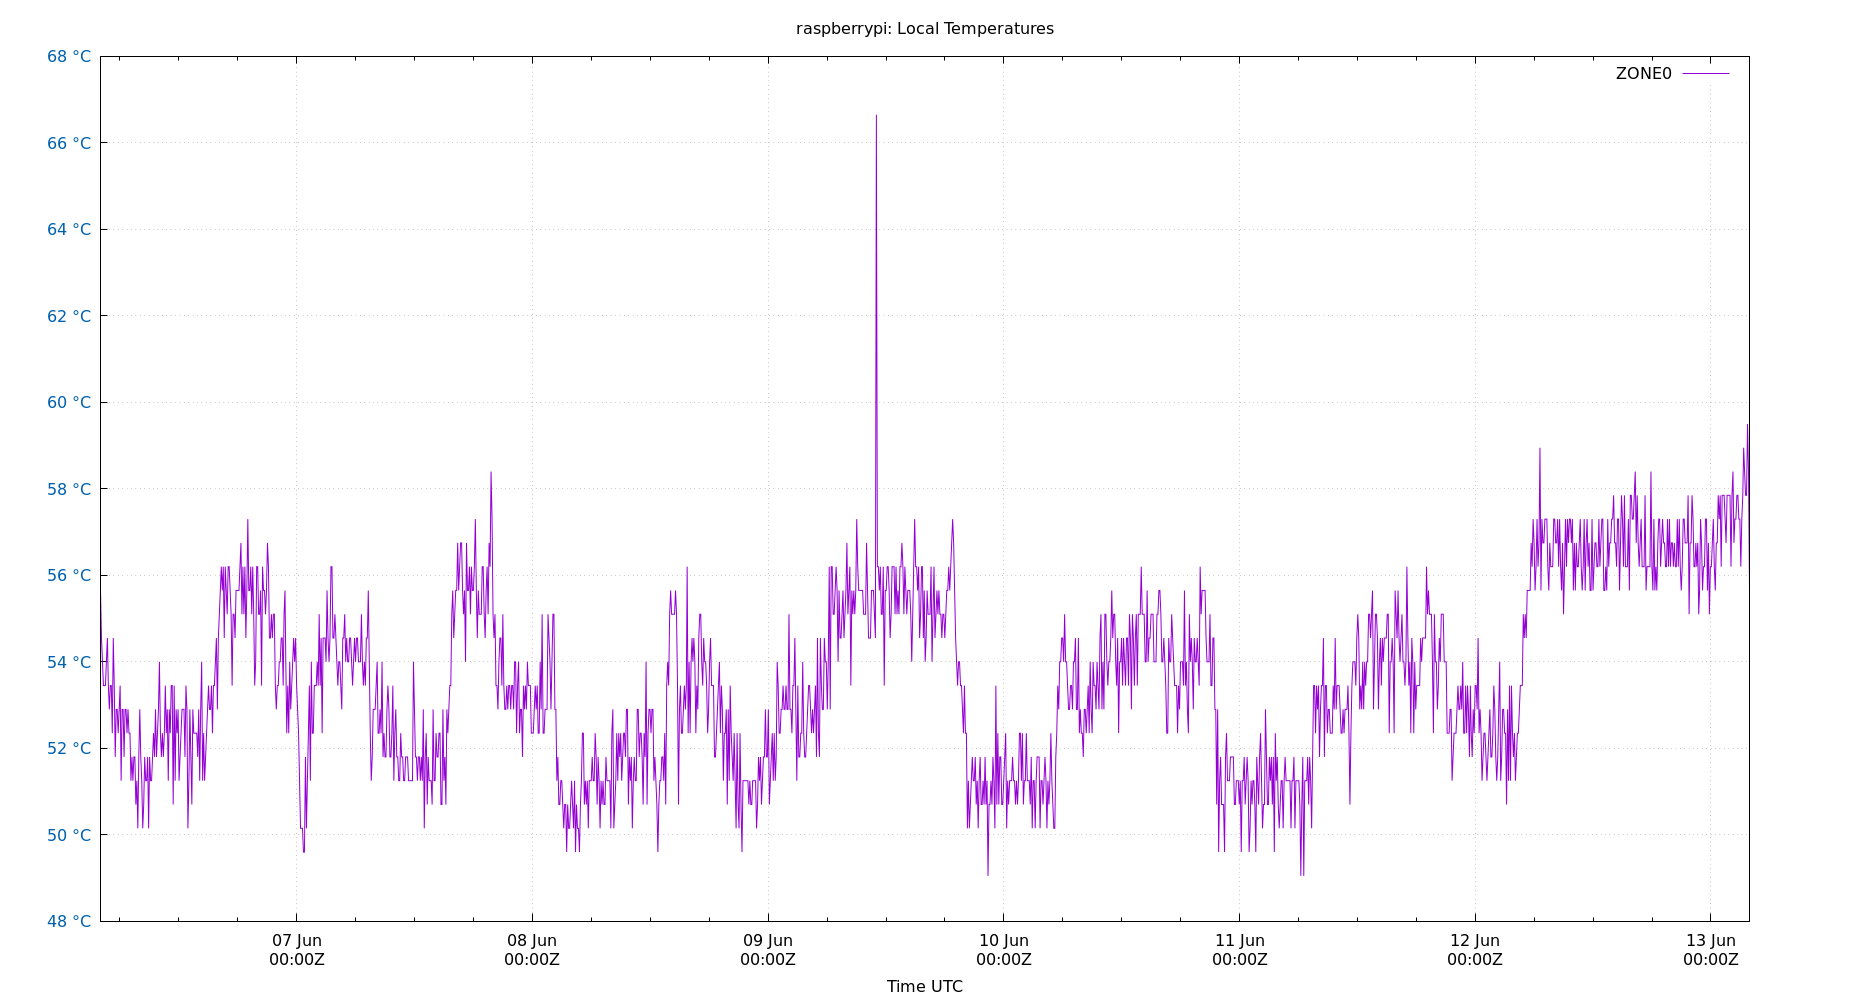 raspberrypi: Local Temperatures
ZONE0
68 °C
66 °C
64 °C
62 °C
60 °C
58 °C
56 °C
54 °C
52 °C
50 °C
48 °C
07 Jun 08 Jun 09 Jun 10 Jun 11 Jun 12 Jun 13 Jun
00:00Z 00:00Z 00:00Z 00:00Z 00:00Z 00:00Z 00:00Z
Time UTC